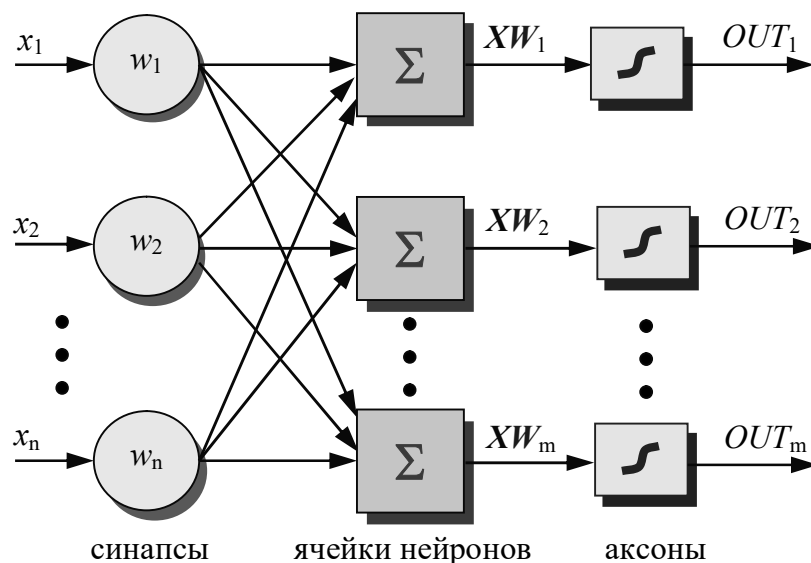 x1 w1 Σ XW1 OUT1
x2 w2 Σ XW2 OUT2
xn wn Σ XWm OUTm
синапсы ячейки нейронов аксоны